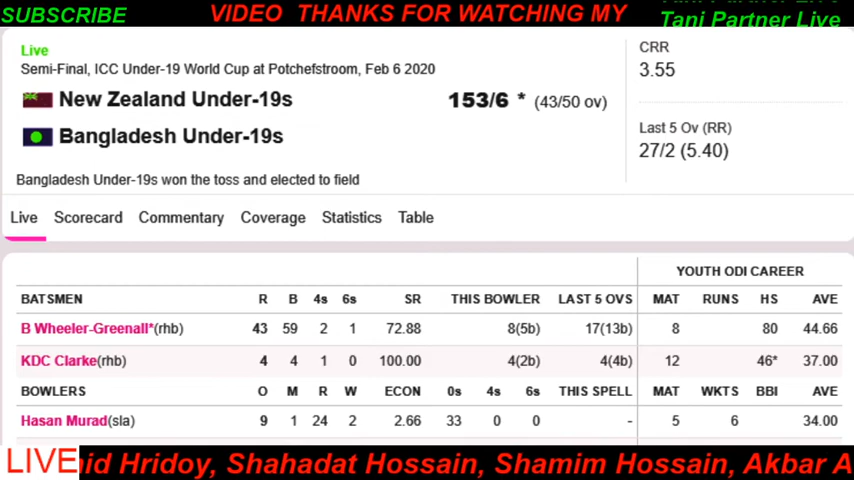 SUBSCRIBE VIDEO THANKS FOR WATCHING MY
Tani Partner Live
Live
Semi-Final, ICC Under-19 World Cup at Potchefstroom, Feb 6 2020
New Zealand Under-19s 153/6 * (43/50 ov)
Bangladesh Under-19s
Bangladesh Under-19s won the toss and elected to field
CRR
3.55
Last 5 Ov (RR)
27/2 (5.40)
Live Scorecard Commentary Coverage Statistics Table
YOUTH ODI CAREER
BATSMEN R B 4s 6s SR THIS BOWLER LAST 5 OVS MAT RUNS HS AVE
B Wheeler-Greenall*(rhb) 43 59 2 1 72.88 8(5b) 17(13b) 8 80 44.66
KDC Clarke(rhb) 4 4 1 0 100.00 4(2b) 4(4b) 12 46* 37.00
BOWLERS O M R W ECON 0s 4s 6s THIS SPELL MAT WKTS BBI AVE
Hasan Murad(sla) 9 1 24 2 2.66 33 0 0 - 5 6 34.00
LIVE Hridoy, Shahadat Hossain, Shamim Hossain, Akbar A